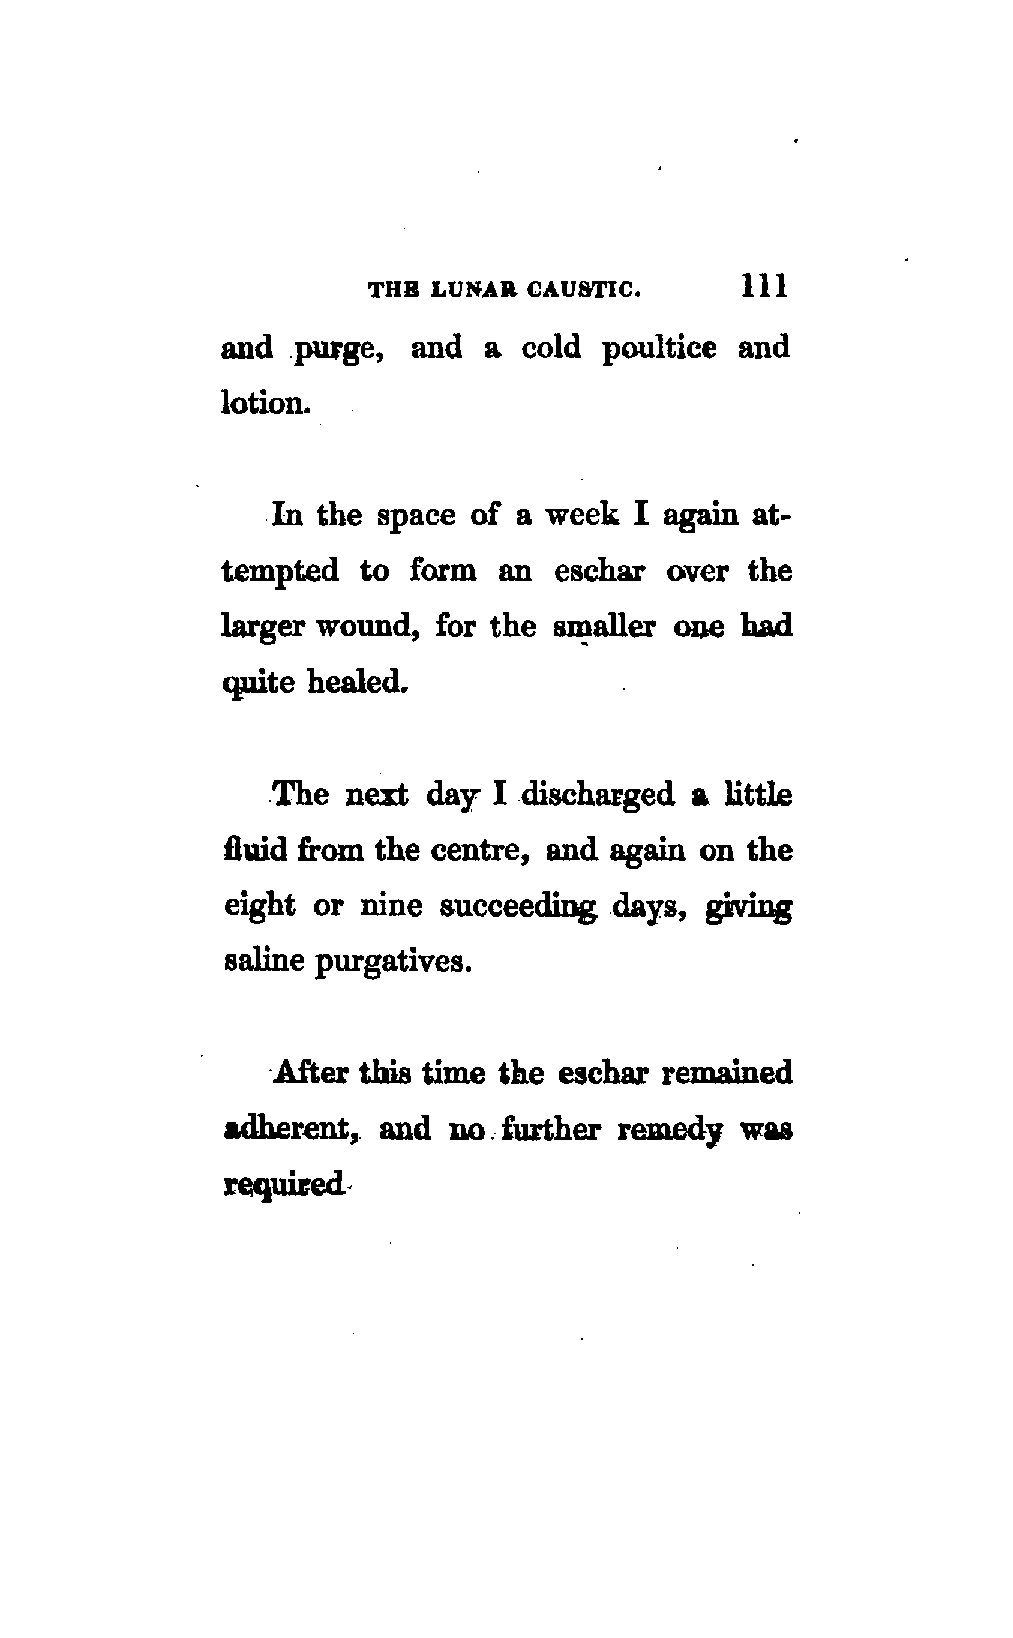 THE LUNAR CAUSTIC. 111
and purge, and a cold poultice and
lotion.
In the space of a week I again at-
tempted to form an eschar over the
larger wound, for the smaller one had
quite healed.
The next day I discharged a little
fluid from the centre, and again on the
eight or nine succeeding days, giving
saline purgatives.
After this time the eschar remained
adherent, and no further remedy was
required.